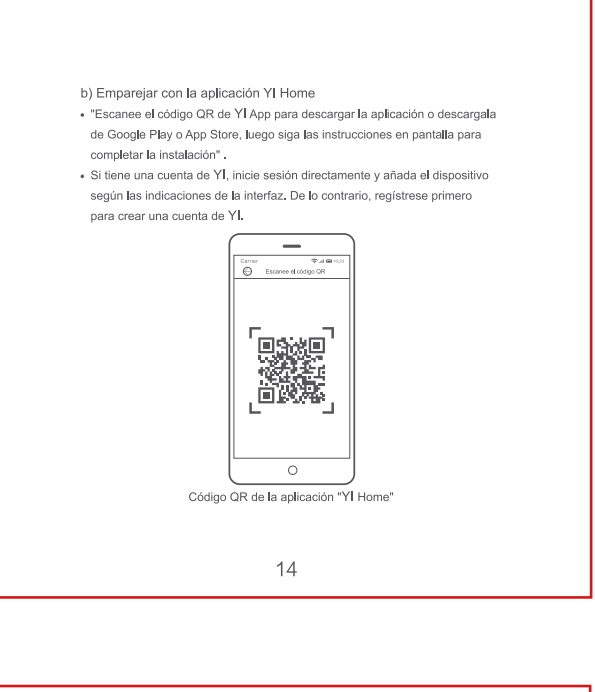 b) Emparejar con la aplicación YI Home
• "Escanee el código QR de YI App para descargar la aplicación o descargala
de Google Play o App Store, luego siga las instrucciones en pantalla para
completar la instalación" .
• Si tiene una cuenta de YI, inicie sesión directamente y añada el dispositivo
según las indicaciones de la interfaz. De lo contrario, regístrese primero
para crear una cuenta de YI.
Carrier
Escanee el código QR
Código QR de la aplicación "YI Home"
14